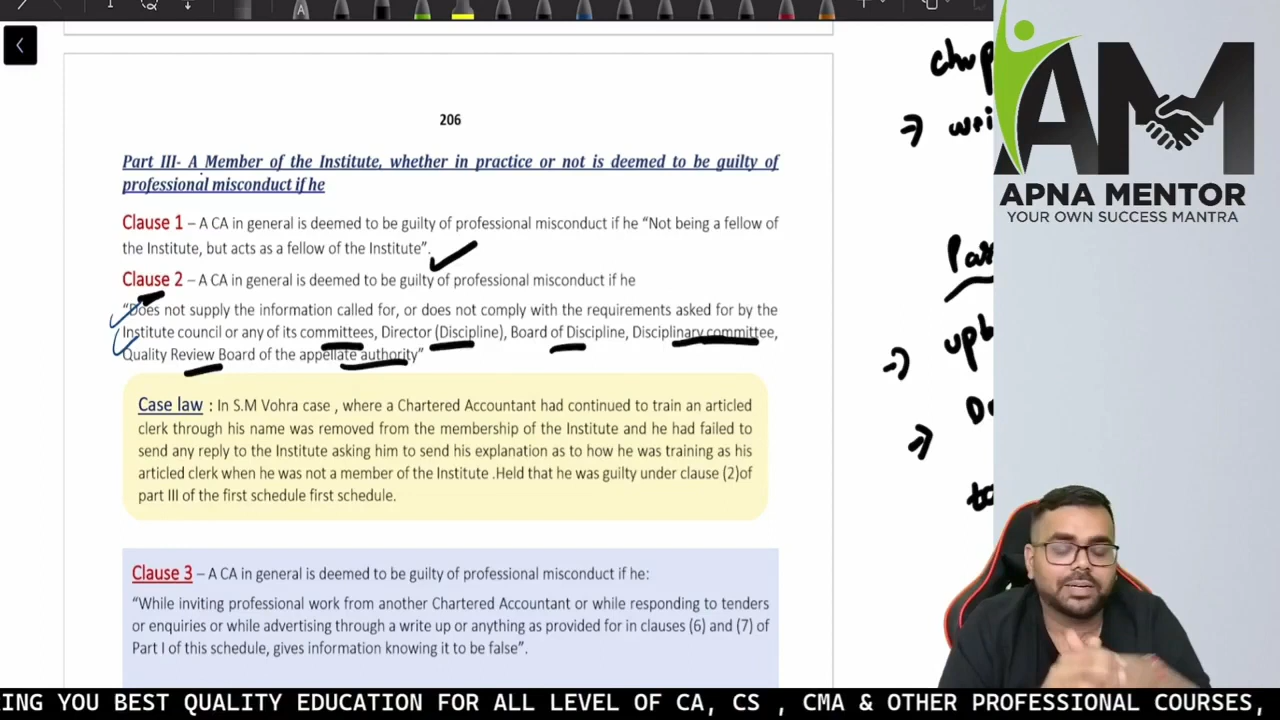 206
Part III- A Member of the Institute, whether in practice or not is deemed to be guilty of
professional misconduct if he
Clause 1 – A CA in general is deemed to be guilty of professional misconduct if he “Not being a fellow of
the Institute, but acts as a fellow of the Institute”.
Clause 2 – A CA in general is deemed to be guilty of professional misconduct if he
“Does not supply the information called for, or does not comply with the requirements asked for by the
Institute council or any of its committees, Director (Discipline), Board of Discipline, Disciplinary committee,
Quality Review Board of the appellate authority”
Case law : In S.M Vohra case , where a Chartered Accountant had continued to train an articled
clerk through his name was removed from the membership of the Institute and he had failed to
send any reply to the Institute asking him to send his explanation as to how he was training as his
articled clerk when he was not a member of the Institute .Held that he was guilty under clause (2)of
part III of the first schedule first schedule.
Clause 3 – A CA in general is deemed to be guilty of professional misconduct if he:
“While inviting professional work from another Chartered Accountant or while responding to tenders
or enquiries or while advertising through a write up or anything as provided for in clauses (6) and (7) of
Part I of this schedule, gives information knowing it to be false”.
AM
APNA MENTOR
YOUR OWN SUCCESS MANTRA
ING YOU BEST QUALITY EDUCATION FOR ALL LEVEL OF CA, CS , CMA & OTHER PROFESSIONAL COURSES,